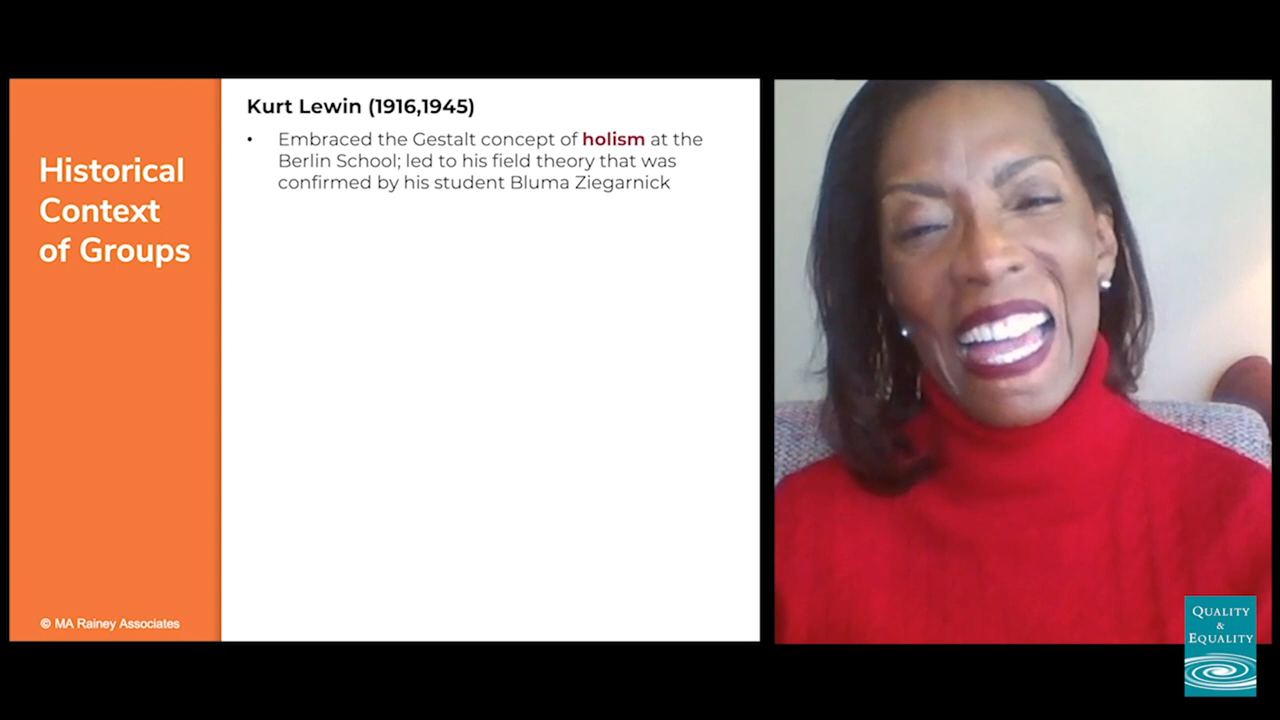 Historical
Context
of Groups
© MA Rainey Associates
Kurt Lewin (1916,1945)
• Embraced the Gestalt concept of holism at the
Berlin School; led to his field theory that was
confirmed by his student Bluma Ziegarnick
QUALITY
&
EQUALITY